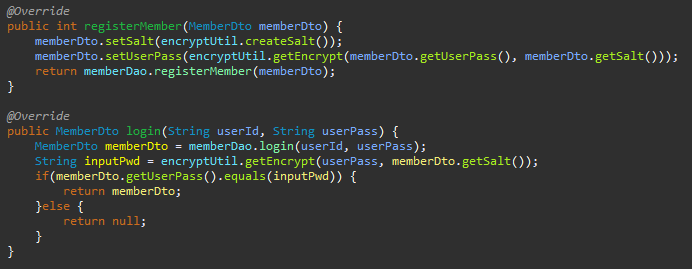 @Override
public int registerMember(MemberDto memberDto) {
memberDto.setSalt(encryptUtil.createSalt());
memberDto.setUserPass(encryptUtil.getEncrypt(memberDto.getUserPass(), memberDto.getSalt()));
return memberDao.registerMember(memberDto);
}
@Override
public MemberDto login(String userId, String userPass) {
MemberDto memberDto = memberDao.login(userId, userPass);
String inputPwd = encryptUtil.getEncrypt(userPass, memberDto.getSalt());
if(memberDto.getUserPass().equals(inputPwd)) {
return memberDto;
}else {
return null;
}
}